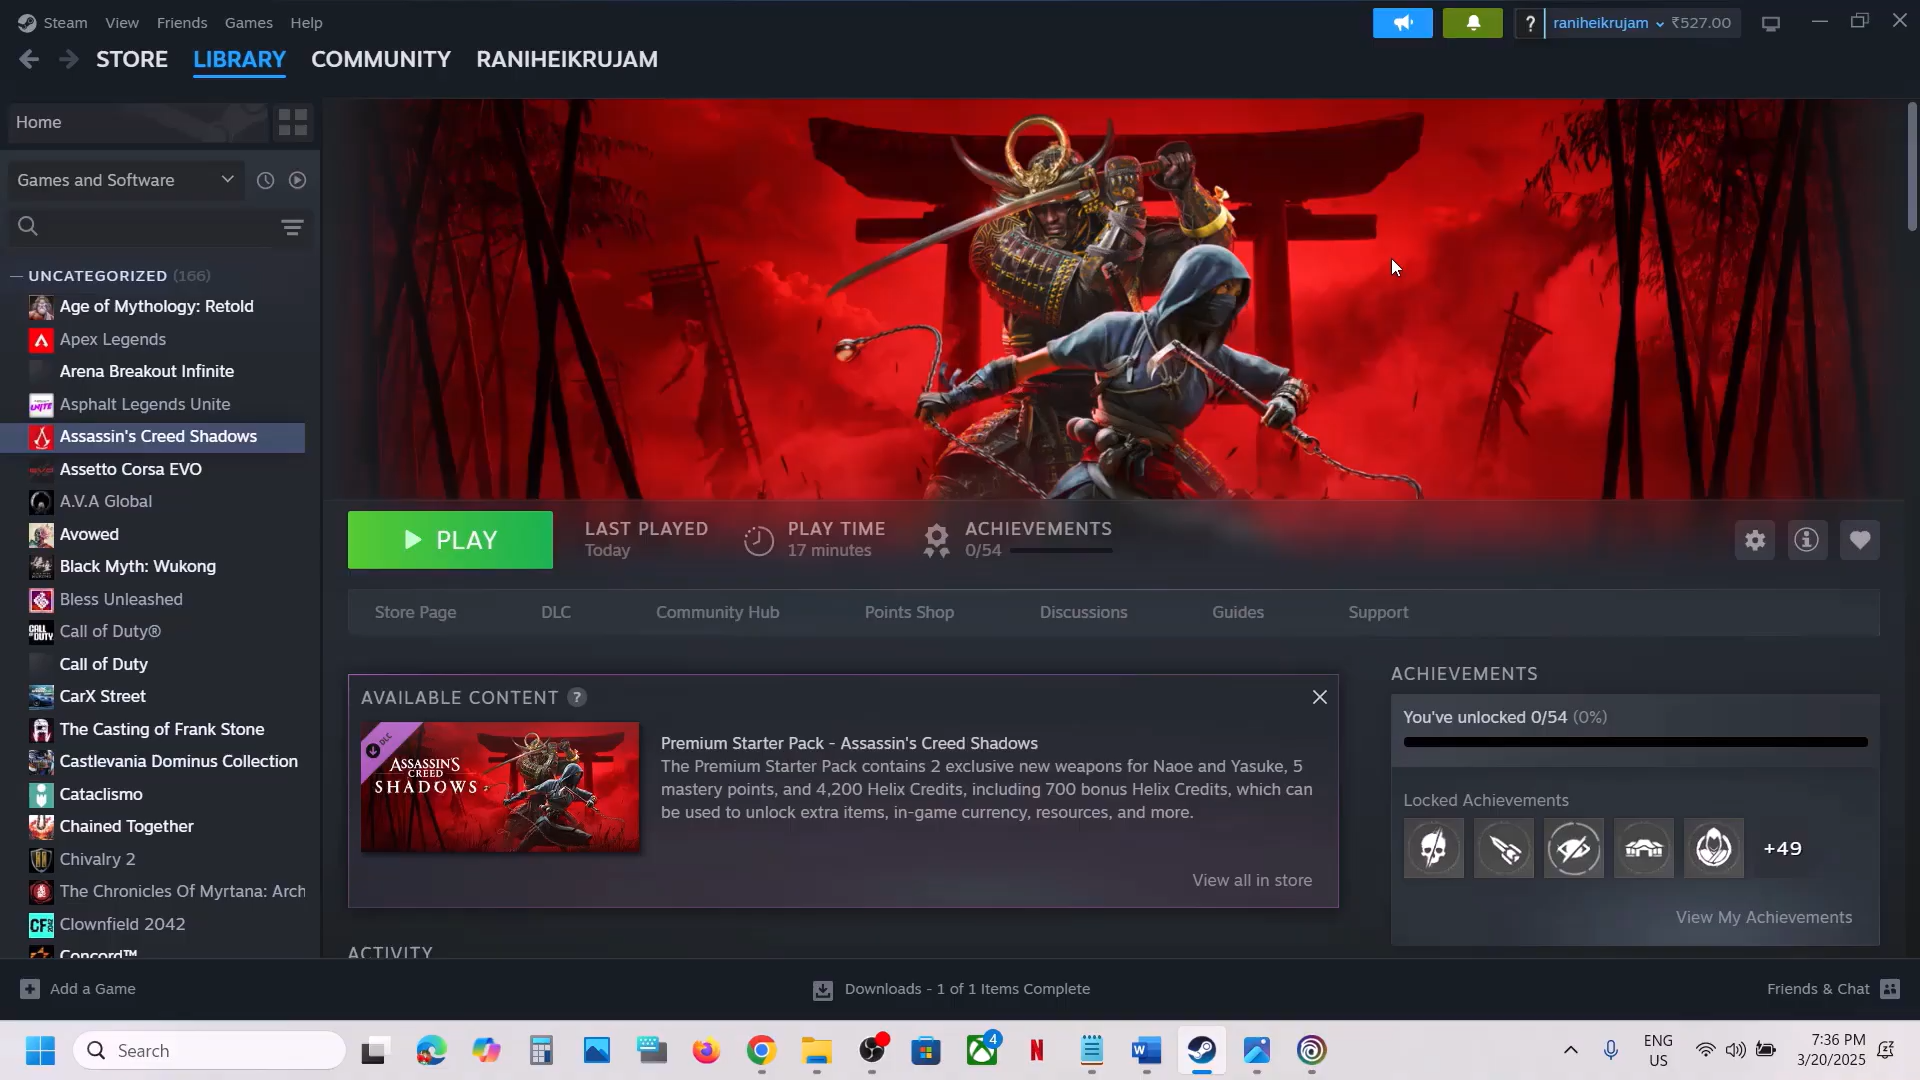 Steam View Friends Games Help
? raniheikrujam ₹527.00
STORE LIBRARY COMMUNITY RANIHEIKRUJAM
Home
Games and Software
UNCATEGORIZED (166)
Age of Mythology: Retold
Apex Legends
Arena Breakout Infinite
Asphalt Legends Unite
Assassin's Creed Shadows
Assetto Corsa EVO
A.V.A Global
Avowed
Black Myth: Wukong
Bless Unleashed
Call of Duty®
Call of Duty
CarX Street
The Casting of Frank Stone
Castlevania Dominus Collection
Cataclismo
Chained Together
Chivalry 2
The Chronicles Of Myrtana: Arch
Clownfield 2042
Concord™
PLAY
LAST PLAYED
Today
PLAY TIME
17 minutes
ACHIEVEMENTS
0/54
Store Page DLC Community Hub Points Shop Discussions Guides Support
AVAILABLE CONTENT ?
DLC
ASSASSIN'S
CREED
SHADOWS
Premium Starter Pack - Assassin's Creed Shadows
The Premium Starter Pack contains 2 exclusive new weapons for Naoe and Yasuke, 5
mastery points, and 4,200 Helix Credits, including 700 bonus Helix Credits, which can
be used to unlock extra items, in-game currency, resources, and more.
View all in store
ACTIVITY
ACHIEVEMENTS
You've unlocked 0/54 (0%)
Locked Achievements
+49
View My Achievements
Add a Game
Downloads - 1 of 1 Items Complete
Friends & Chat
Search
4
ENG
US
7:36 PM
3/20/2025